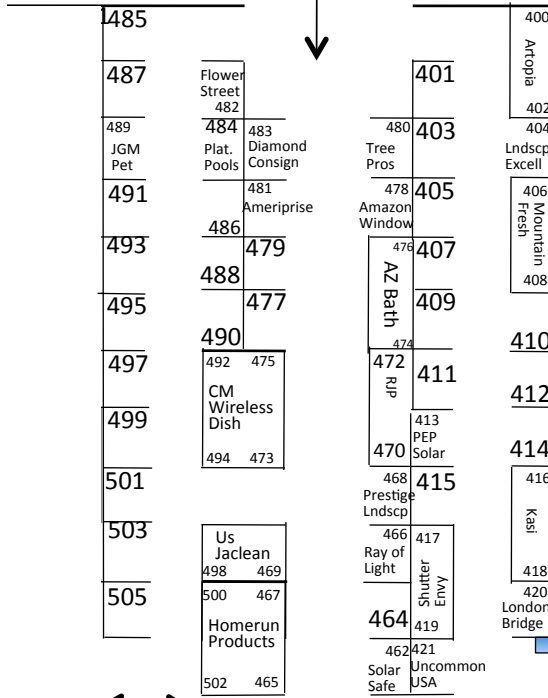 485
487
489
JGM
Pet
491
493
495
497
499
501
503
505
Flower
Street
482
484
Plat.
Pools
483
Diamond
Consign
481
Ameriprise
486
479
488
477
490
492 475
CM
Wireless
Dish
494 473
Us
Jaclean
498 469
500 467
Homerun
Products
502 465
401
480
Tree
Pros
403
478
Amazon
Window
405
476
AZ Bath
474
407
409
472
RJP
470
411
413
PEP
Solar
468
Prestige
Lndscp
415
466
Ray of
Light
464
417
Shutter
Envy
419
462
Solar
Safe
421
Uncommon
USA
400
Artopia
402
404
Lndscp
Excell
406
Mountain
Fresh
408
410
412
414
416
Kasi
418
420
London
Bridge